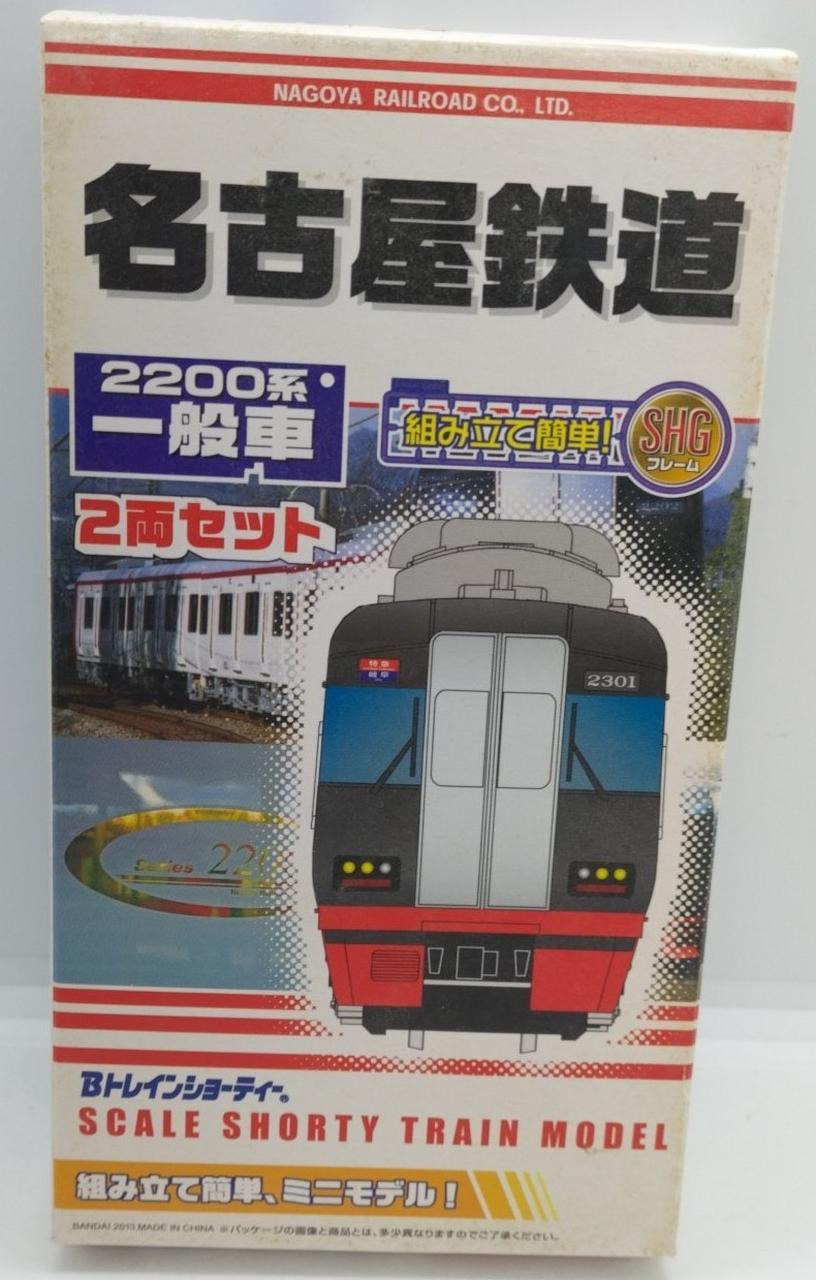 NAGOYA RAILROAD CO., LTD.
名古屋鉄道
2200系
一般車
組み立て簡単!
SHG
フレーム
2両セット
2202
特急
岐阜
2301
Series 220
Bトレインショーティー®
SCALE SHORTY TRAIN MODEL
組み立て簡単、ミニモデル!
BANDAI 2013 MADE IN CHINA ※パッケージの画像と商品とは、多少異なりますのでご了承ください。